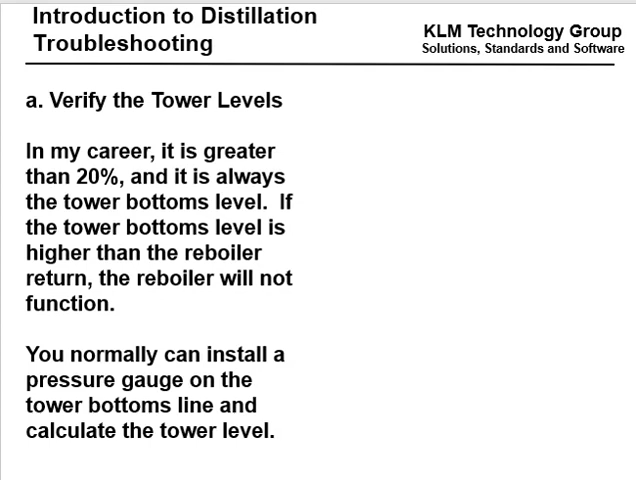 Introduction to Distillation
Troubleshooting
KLM Technology Group
Solutions, Standards and Software
a. Verify the Tower Levels
In my career, it is greater
than 20%, and it is always
the tower bottoms level.  If
the tower bottoms level is
higher than the reboiler
return, the reboiler will not
function.
You normally can install a
pressure gauge on the
tower bottoms line and
calculate the tower level.